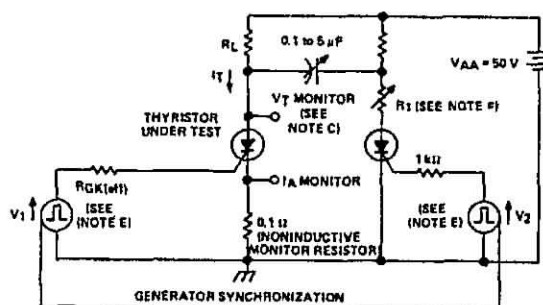 RL
0.1 to 5 µF
VAA = 50 V
IT
VT MONITOR
(SEE
NOTE C)
R1 (SEE NOTE F)
THYRISTOR
UNDER TEST
1 kΩ
RGK(eff)
IA MONITOR
V1
(SEE
(NOTE E)
0.1 Ω
(NONINDUCTIVE
MONITOR RESISTOR)
(SEE
(NOTE E)
V2
GENERATOR SYNCHRONIZATION